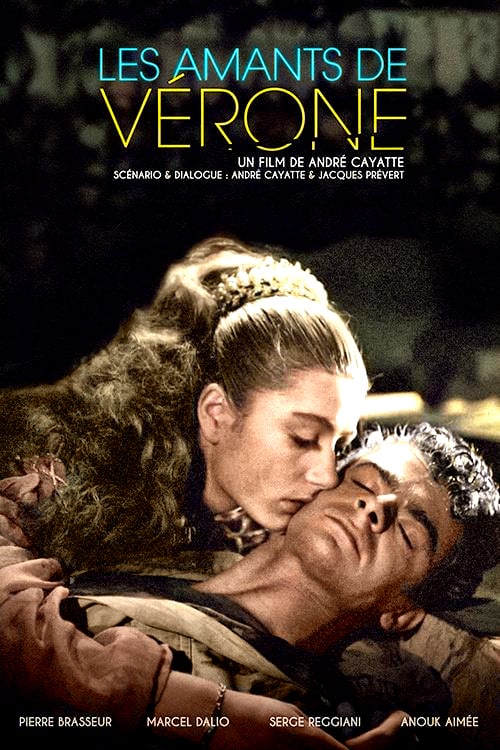 LES AMANTS DE
VÉRONE
UN FILM DE ANDRÉ CAYATTE
SCÉNARIO & DIALOGUE : ANDRÉ CAYATTE & JACQUES PRÉVERT
PIERRE BRASSEUR MARCEL DALIO SERGE REGGIANI ANOUK AIMÉE